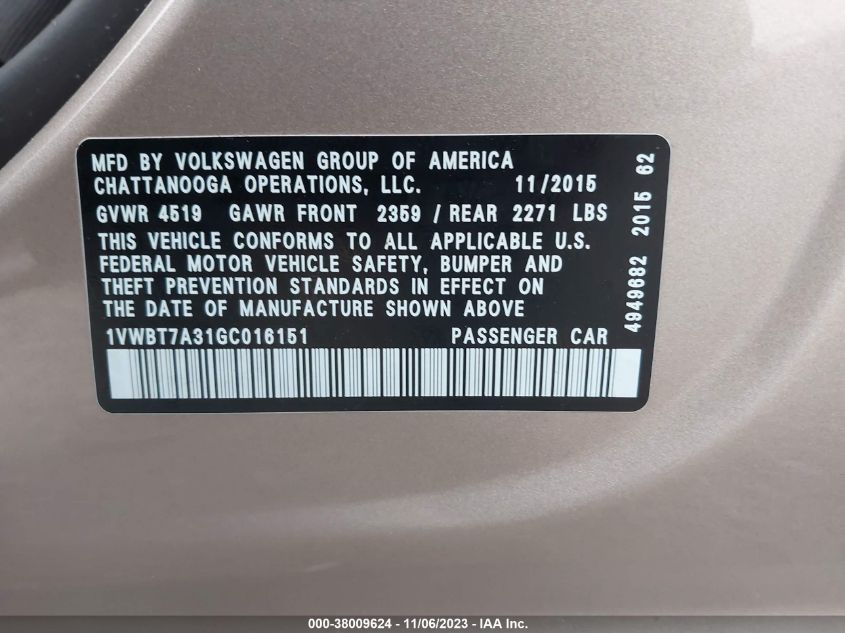 MFD BY VOLKSWAGEN GROUP OF AMERICA
CHATTANOOGA OPERATIONS, LLC. 11/2015
GVWR 4519 GAWR FRONT 2359 / REAR 2271 LBS
THIS VEHICLE CONFORMS TO ALL APPLICABLE U.S.
FEDERAL MOTOR VEHICLE SAFETY, BUMPER AND
THEFT PREVENTION STANDARDS IN EFFECT ON
THE DATE OF MANUFACTURE SHOWN ABOVE
1VWBT7A31GC016151 PASSENGER CAR
4949682 2015 62
000-38009624 - 11/06/2023 - IAA Inc.